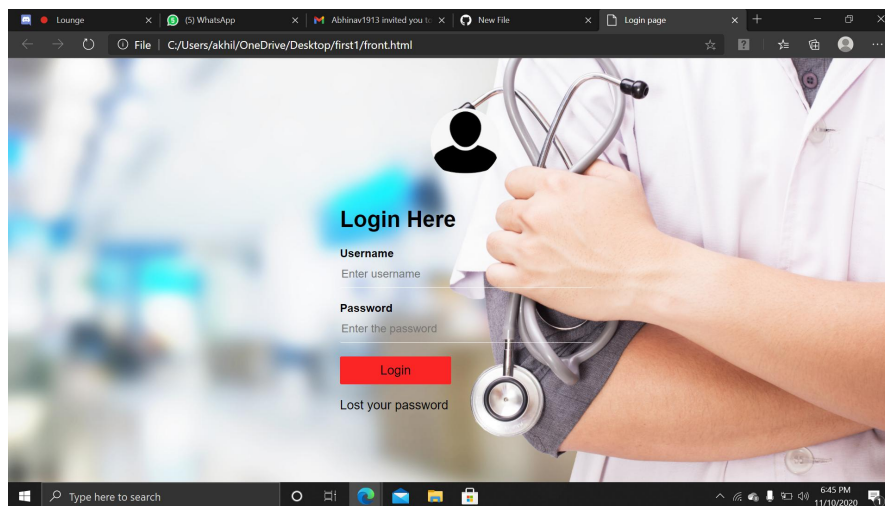 Lounge
(5) WhatsApp
Abhinav1913 invited you to
New File
Login page
File
C:/Users/akhil/OneDrive/Desktop/first1/front.html
Login Here
Username
Enter username
Password
Enter the password
Login
Lost your password
Type here to search
6:45 PM
11/10/2020